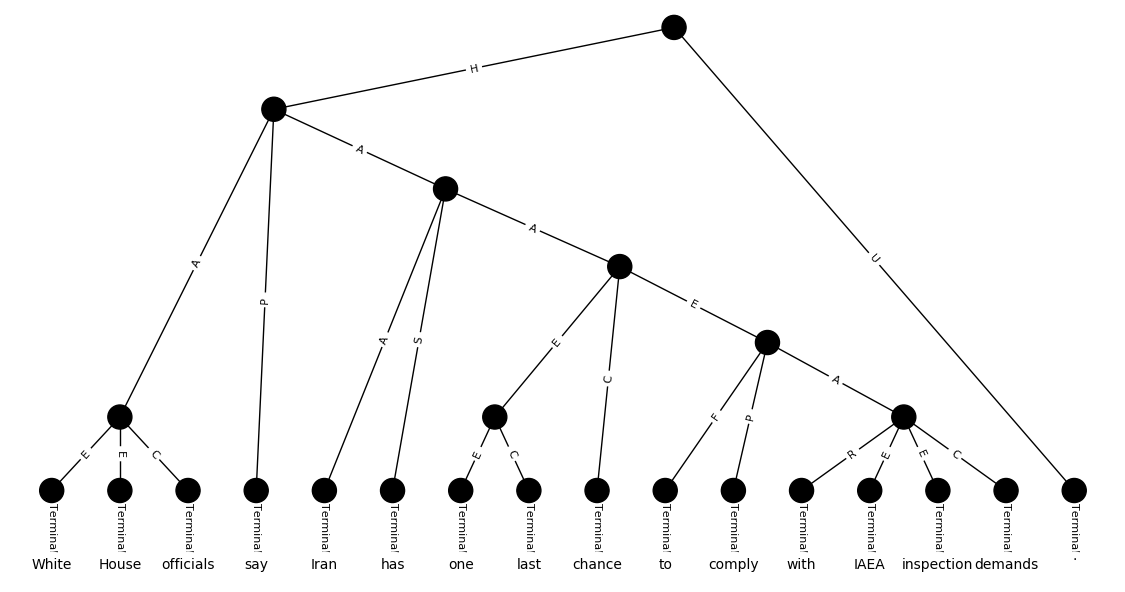 H
A
A
U
A
P
E
A
S
E
C
A
F
P
E
E
C
E
C
R
E
E
C
Terminal Terminal Terminal Terminal Terminal Terminal Terminal Terminal Terminal Terminal Terminal Terminal Terminal Terminal Terminal Terminal
White House officials say Iran has one last chance to comply with IAEA inspection demands .